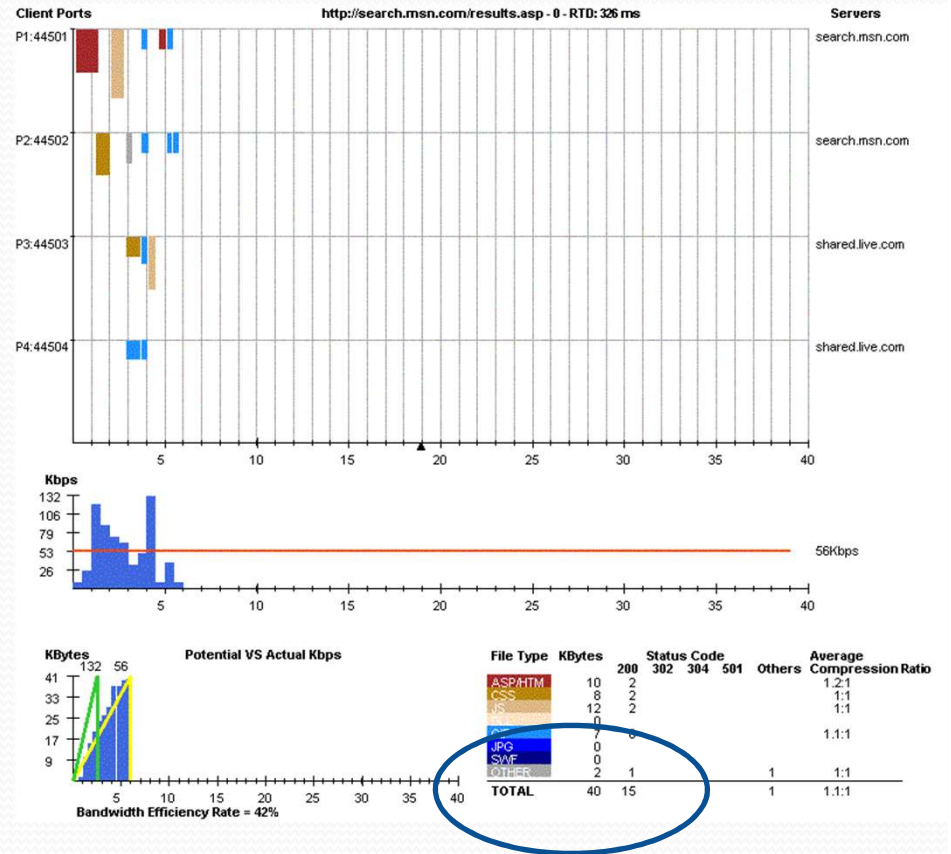 Client Ports http://search.msn.com/results.asp - 0 - RTD: 326 ms Servers
P1:44501 search.msn.com
P2:44502 search.msn.com
P3:44503 shared.live.com
P4:44504 shared.live.com
5 10 15 20 25 30 35 40
Kbps
132
106
79
53 56Kbps
26
5 10 15 20 25 30 35 40
KBytes Potential VS Actual Kbps
132 56
41
33
25
17
9
5 10 15 20 25 30 35 40
Bandwidth Efficiency Rate = 42%
File Type KBytes Status Code Average
200 302 304 501 Others Compression Ratio
ASP/HTM 10 2 1.2:1
CSS 8 2 1:1
JS 12 2 1:1
0
GIF 7 8 1.1:1
JPG 0
SWF 0
OTHER 2 1 1 1:1
TOTAL 40 15 1 1.1:1